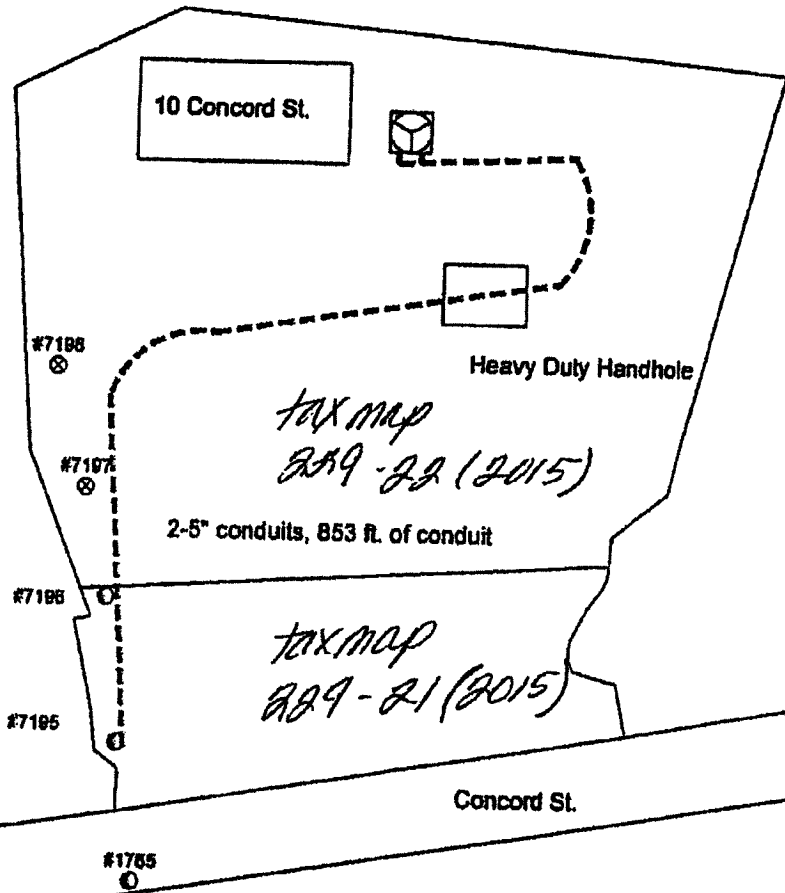 10 Concord St.
#7198
Heavy Duty Handhole
tax map
229-22 (2015)
#7197
2-5" conduits, 853 ft. of conduit
#7196
tax map
229-21 (2015)
#7195
Concord St.
#1765